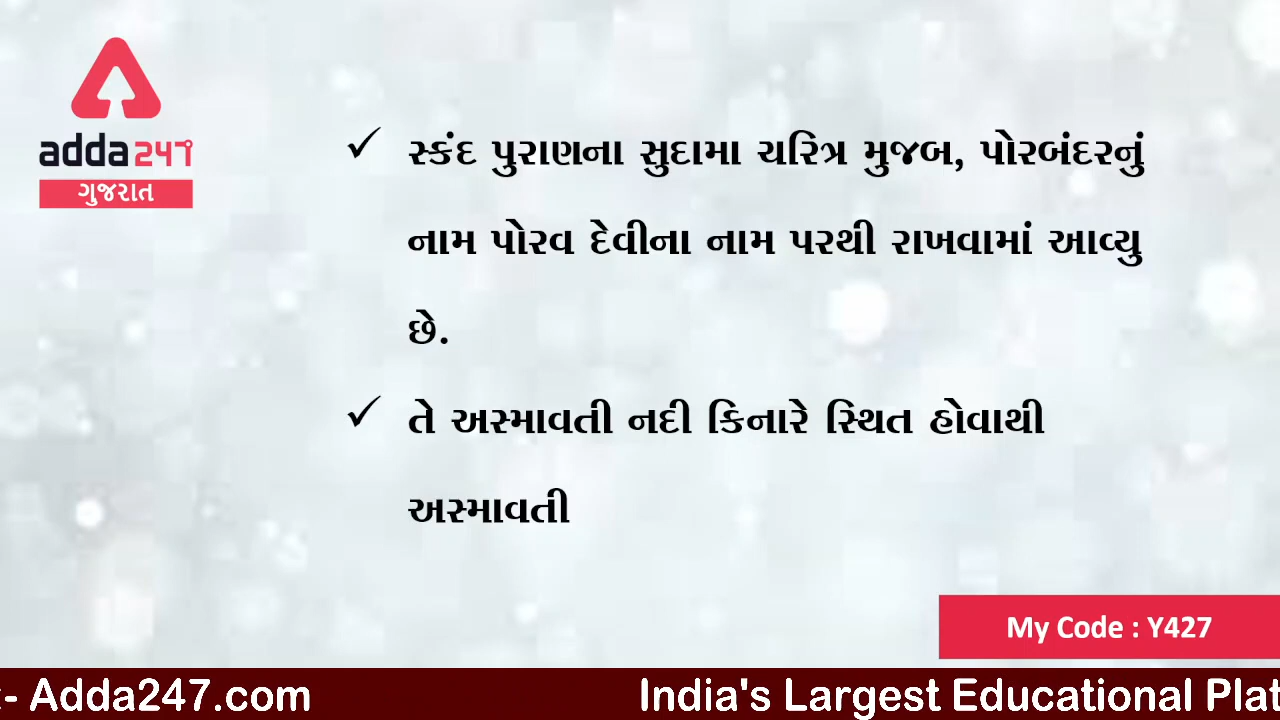 adda247
ગુજરાત
સ્કંદ પુરાણના સુદામા ચરિત્ર મુજબ, પોરબંદરનું
નામ પોરવ દેવીના નામ પરથી રાખવામાં આવ્યુ
છે.
તે અસ્માવતી નદી કિનારે સ્થિત હોવાથી
અસ્માવતી
My Code : Y427
- Adda247.com
India's Largest Educational Plat